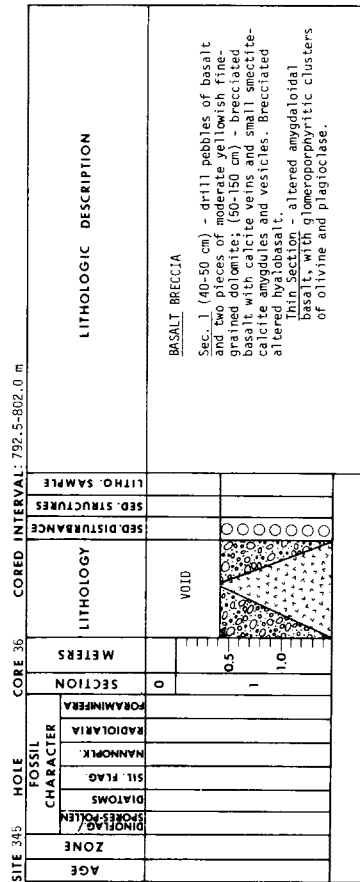 SITE 345 HOLE CORE 36 CORED INTERVAL: 792.5-802.0 m
AGE
ZONE
FOSSIL
CHARACTER
DINOFLAG/
SPORES-POLLEN
DIATOMS
SIL. FLAG.
NANNOPLK.
RADIOLARIA
FORAMINIFERA
SECTION
METERS
LITHOLOGY
SED.DISTURBANCE
SED. STRUCTURES
LITHO. SAMPLE
LITHOLOGIC DESCRIPTION
0
VOID
1
0.5
1.0
BASALT BRECCIA
Sec. 1 (40-50 cm) - drill pebbles of basalt
and two pieces of moderate yellowish fine-
grained dolomite; (50-150 cm) - brecciated
basalt with calcite veins and small smectite-
calcite amygdules and vesicles. Brecciated
altered hyalobasalt.
Thin Section - altered amygdaloidal
basalt, with glomeroporphyritic clusters
of olivine and plagioclase.